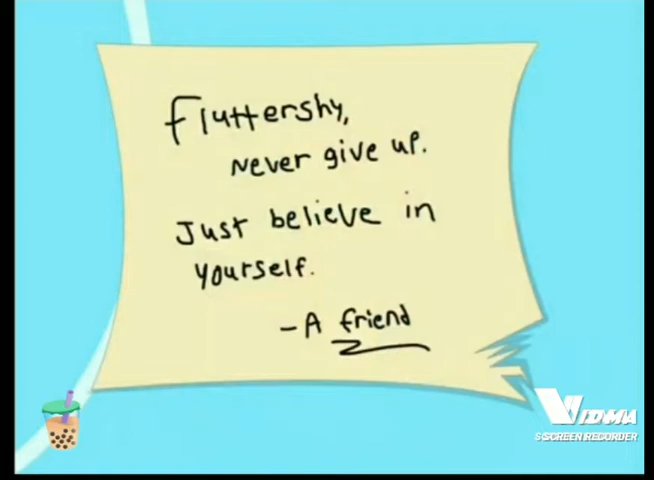 Fluttershy,
Never give up.
Just believe in
yourself.
-A friend
VIDMA
SCREEN RECORDER